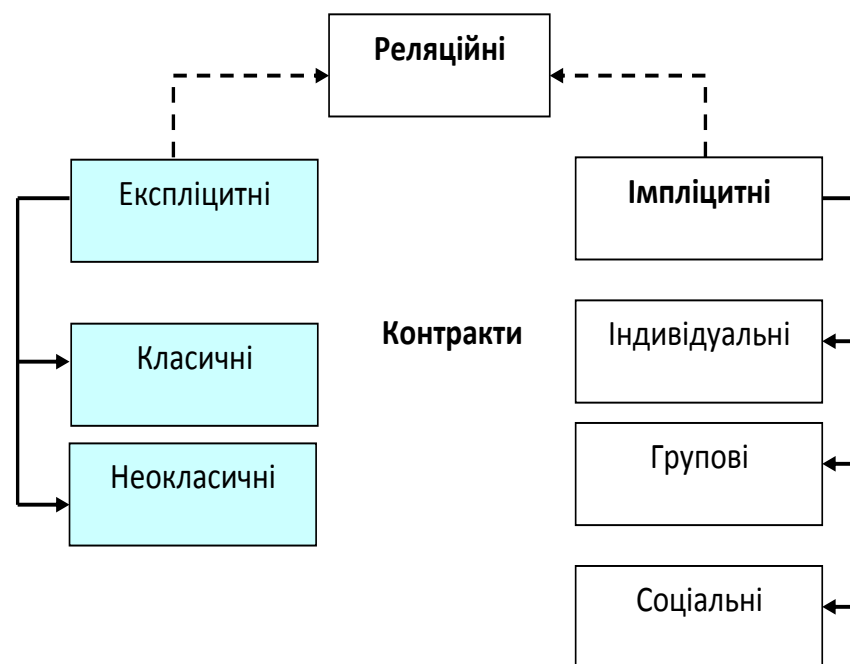 Реляційні
Експліцитні
Імпліцитні
Контракти
Індивідуальні
Класичні
Групові
Неокласичні
Соціальні